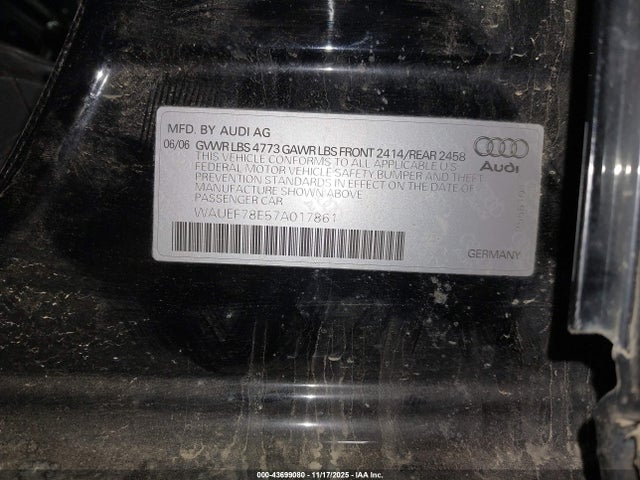 MFD. BY AUDI AG
06/06 GVWR LBS 4773 GAWR LBS FRONT 2414/REAR 2458
THIS VEHICLE CONFORMS TO ALL APPLICABLE U.S
FEDERAL MOTOR VEHICLE SAFETY BUMPER AND THEFT
PREVENTION STANDARDS IN EFFECT ON THE DATE OF
MANUFACTURE SHOWN ABOVE
PASSENGER CAR
WAUEF78E57A017861
Audi
GERMANY
000-43699080 - 11/17/2025 - IAA Inc.